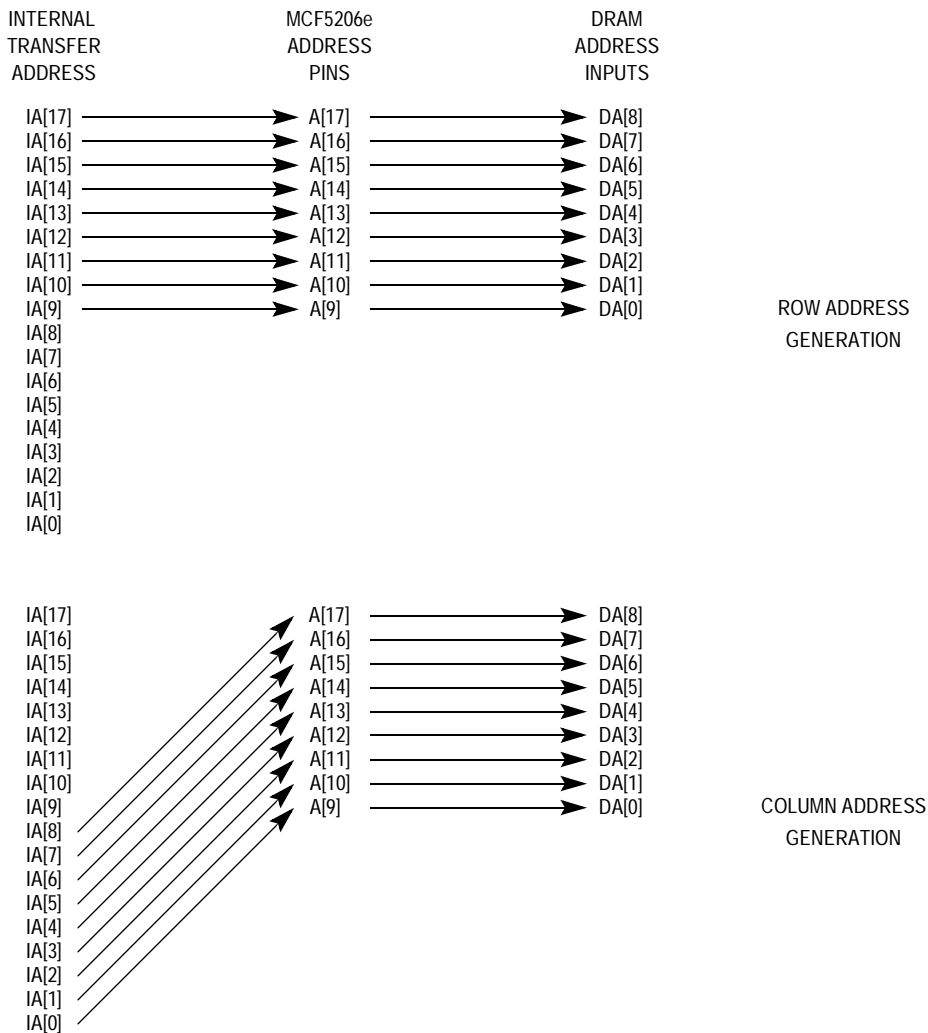 INTERNAL TRANSFER ADDRESS
MCF5206e ADDRESS PINS
DRAM ADDRESS INPUTS
IA[17] A[17] DA[8]
IA[16] A[16] DA[7]
IA[15] A[15] DA[6]
IA[14] A[14] DA[5]
IA[13] A[13] DA[4]
IA[12] A[12] DA[3]
IA[11] A[11] DA[2]
IA[10] A[10] DA[1]
IA[9] A[9] DA[0]
IA[8]
IA[7]
IA[6]
IA[5]
IA[4]
IA[3]
IA[2]
IA[1]
IA[0]
ROW ADDRESS
GENERATION
IA[17] A[17] DA[8]
IA[16] A[16] DA[7]
IA[15] A[15] DA[6]
IA[14] A[14] DA[5]
IA[13] A[13] DA[4]
IA[12] A[12] DA[3]
IA[11] A[11] DA[2]
IA[10] A[10] DA[1]
IA[9] A[9] DA[0]
IA[8]
IA[7]
IA[6]
IA[5]
IA[4]
IA[3]
IA[2]
IA[1]
IA[0]
COLUMN ADDRESS
GENERATION